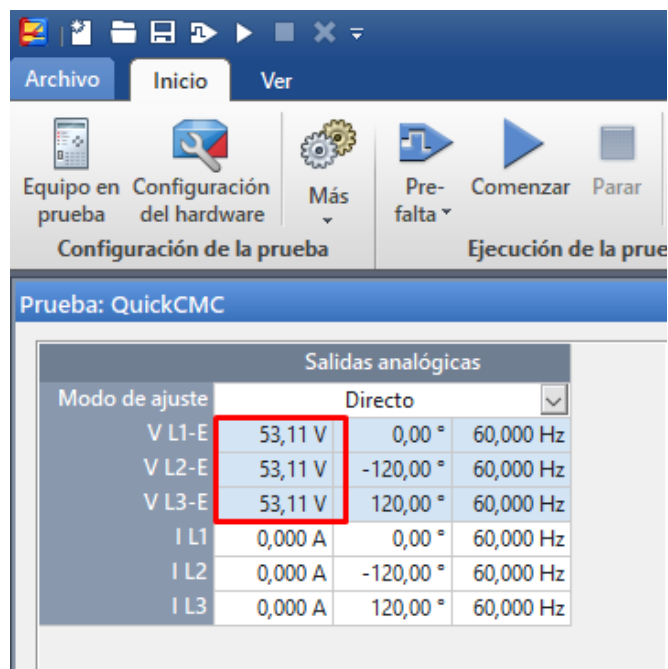 Archivo Inicio Ver
Equipo en prueba
Configuración del hardware
Más
Pre-falta
Comenzar
Parar
Configuración de la prueba
Ejecución de la prue
Prueba: QuickCMC
Salidas analógicas
Modo de ajuste Directo
V L1-E 53,11 V 0,00 ° 60,000 Hz
V L2-E 53,11 V -120,00 ° 60,000 Hz
V L3-E 53,11 V 120,00 ° 60,000 Hz
I L1 0,000 A 0,00 ° 60,000 Hz
I L2 0,000 A -120,00 ° 60,000 Hz
I L3 0,000 A 120,00 ° 60,000 Hz